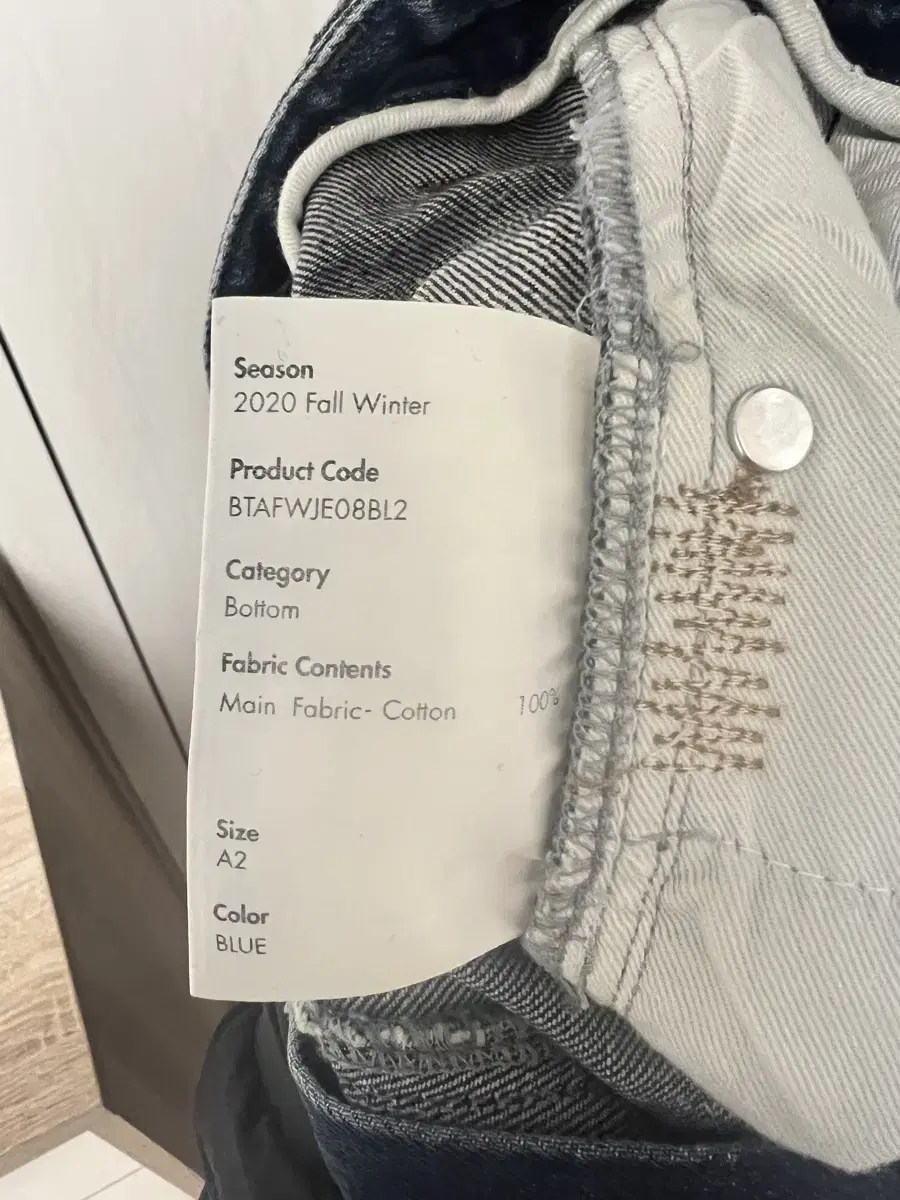 Season
2020 Fall Winter
Product Code
BTAFWJE08BL2
Category
Bottom
Fabric Contents
Main Fabric- Cotton 100%
Size
A2
Color
BLUE